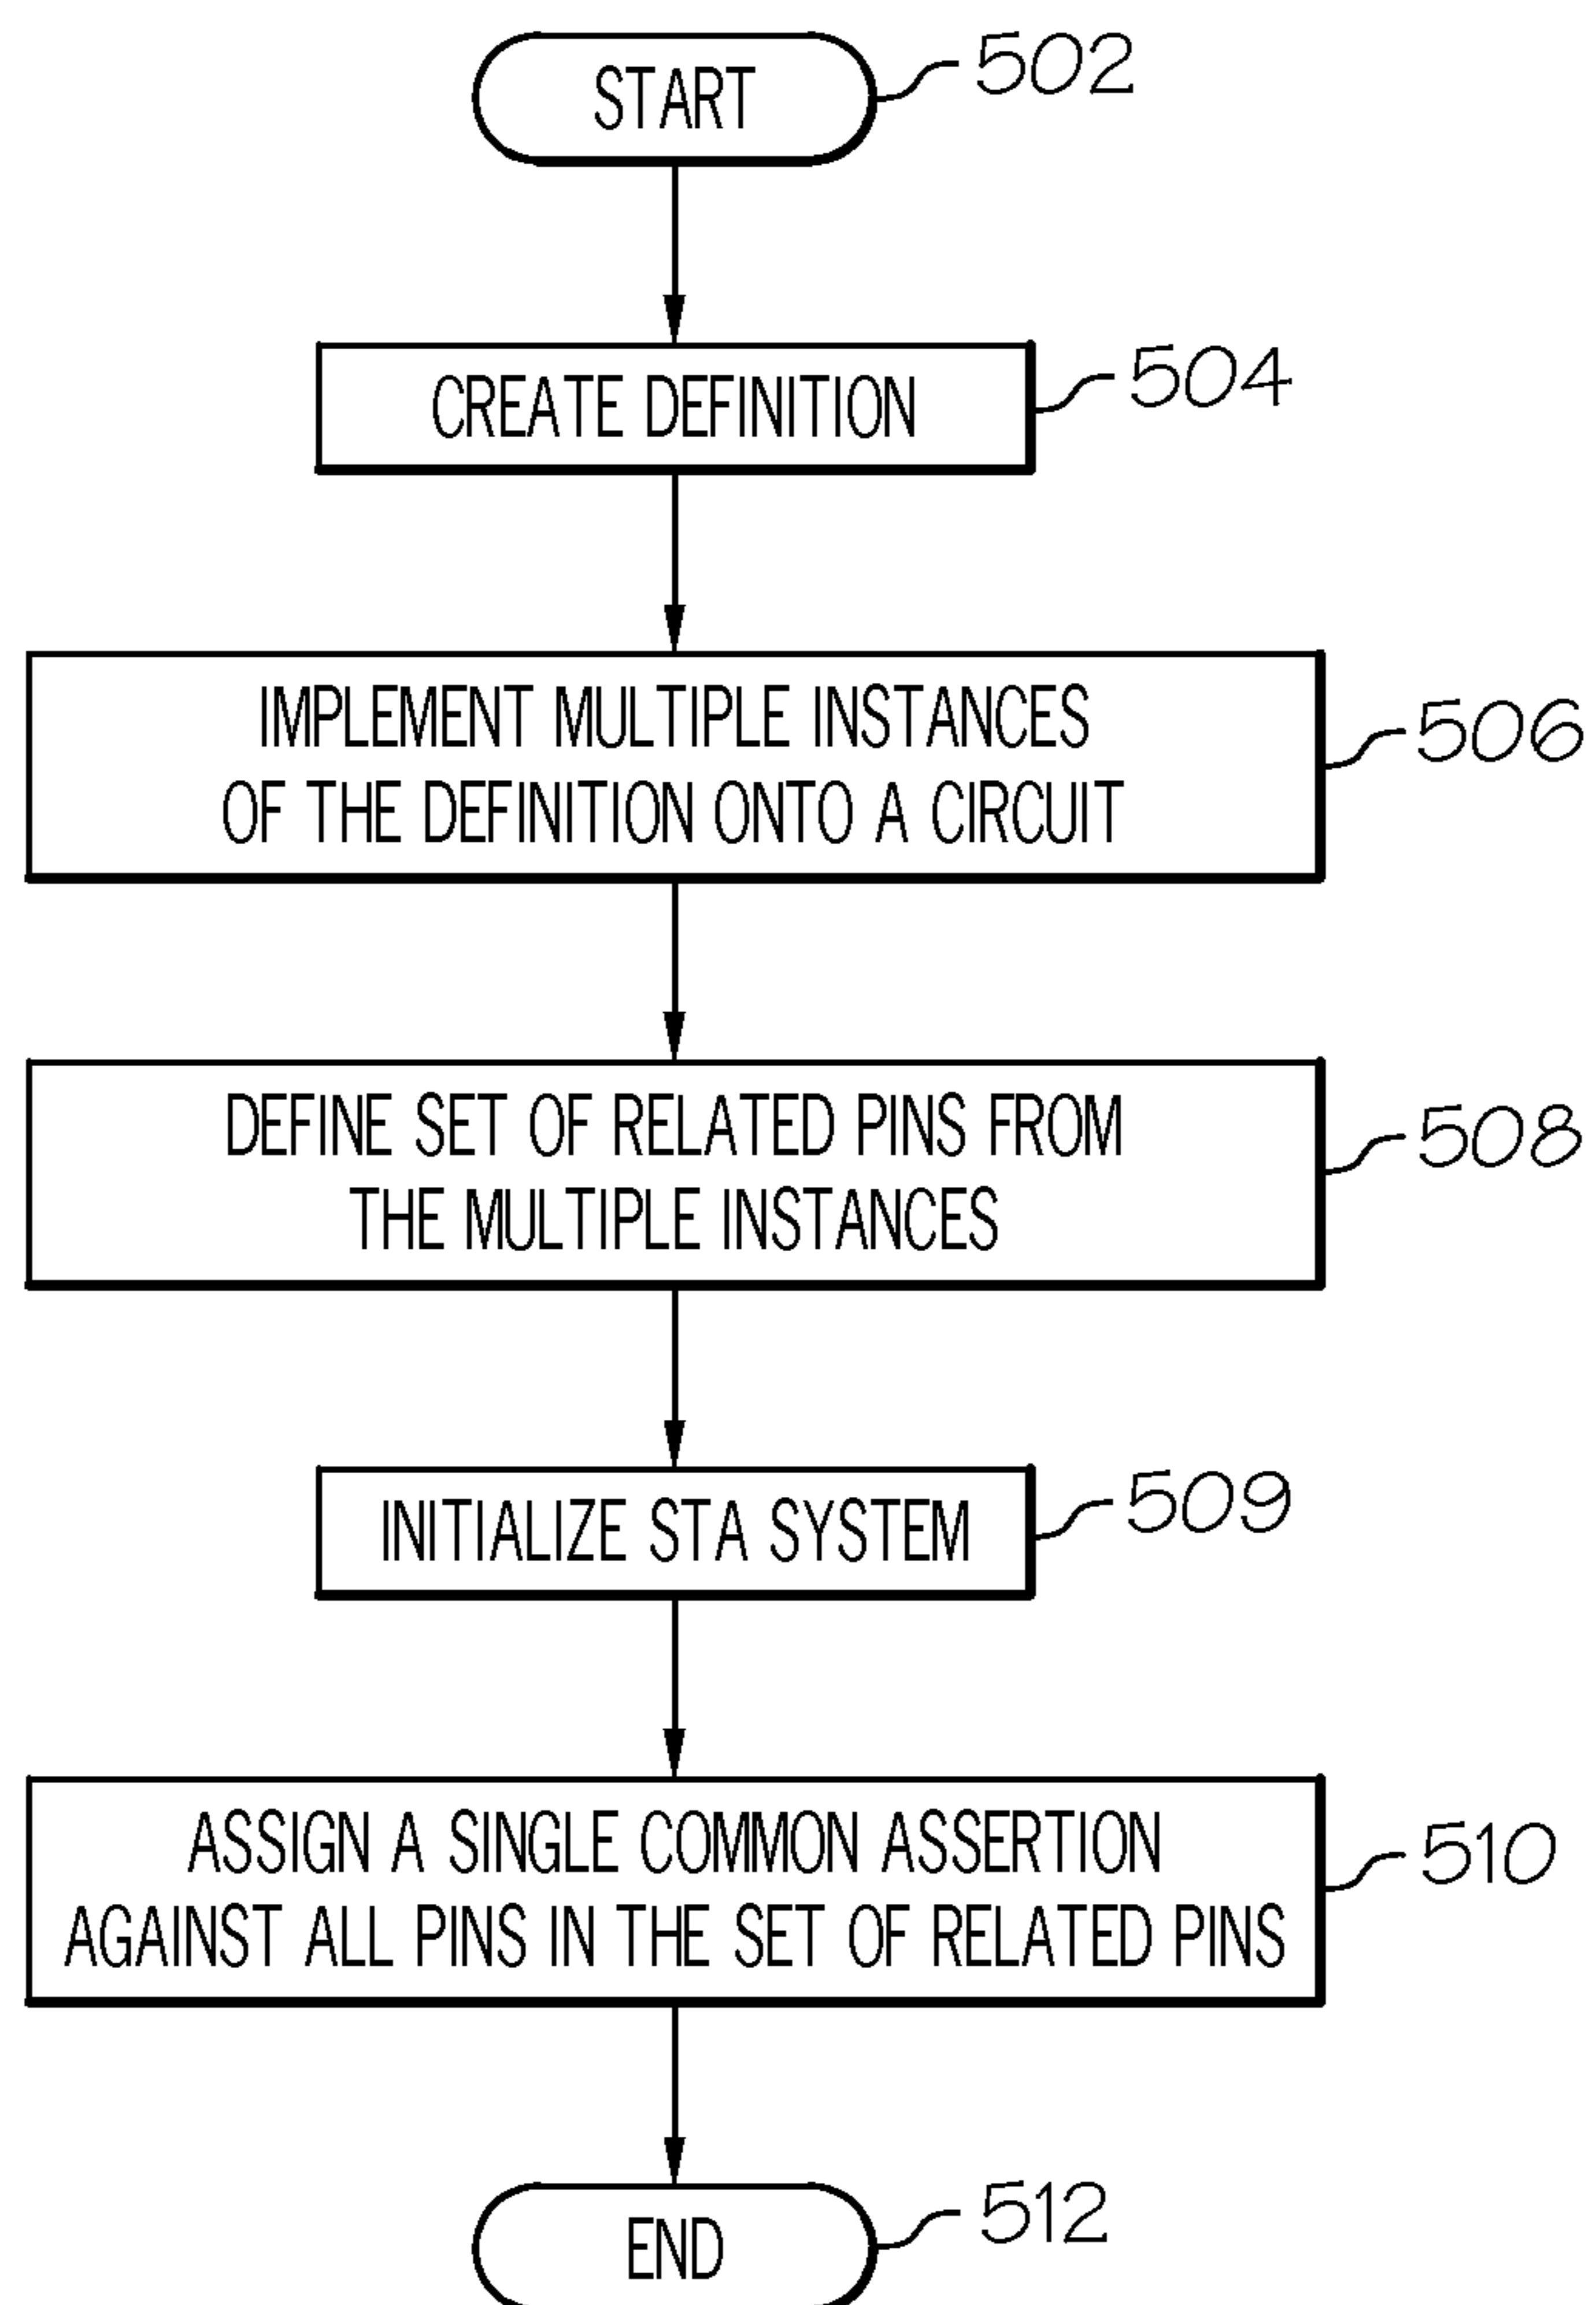 START
502
CREATE DEFINITION
504
IMPLEMENT MULTIPLE INSTANCES
OF THE DEFINITION ONTO A CIRCUIT
506
DEFINE SET OF RELATED PINS FROM
THE MULTIPLE INSTANCES
508
INITIALIZE STA SYSTEM
509
ASSIGN A SINGLE COMMON ASSERTION
AGAINST ALL PINS IN THE SET OF RELATED PINS
510
END
512